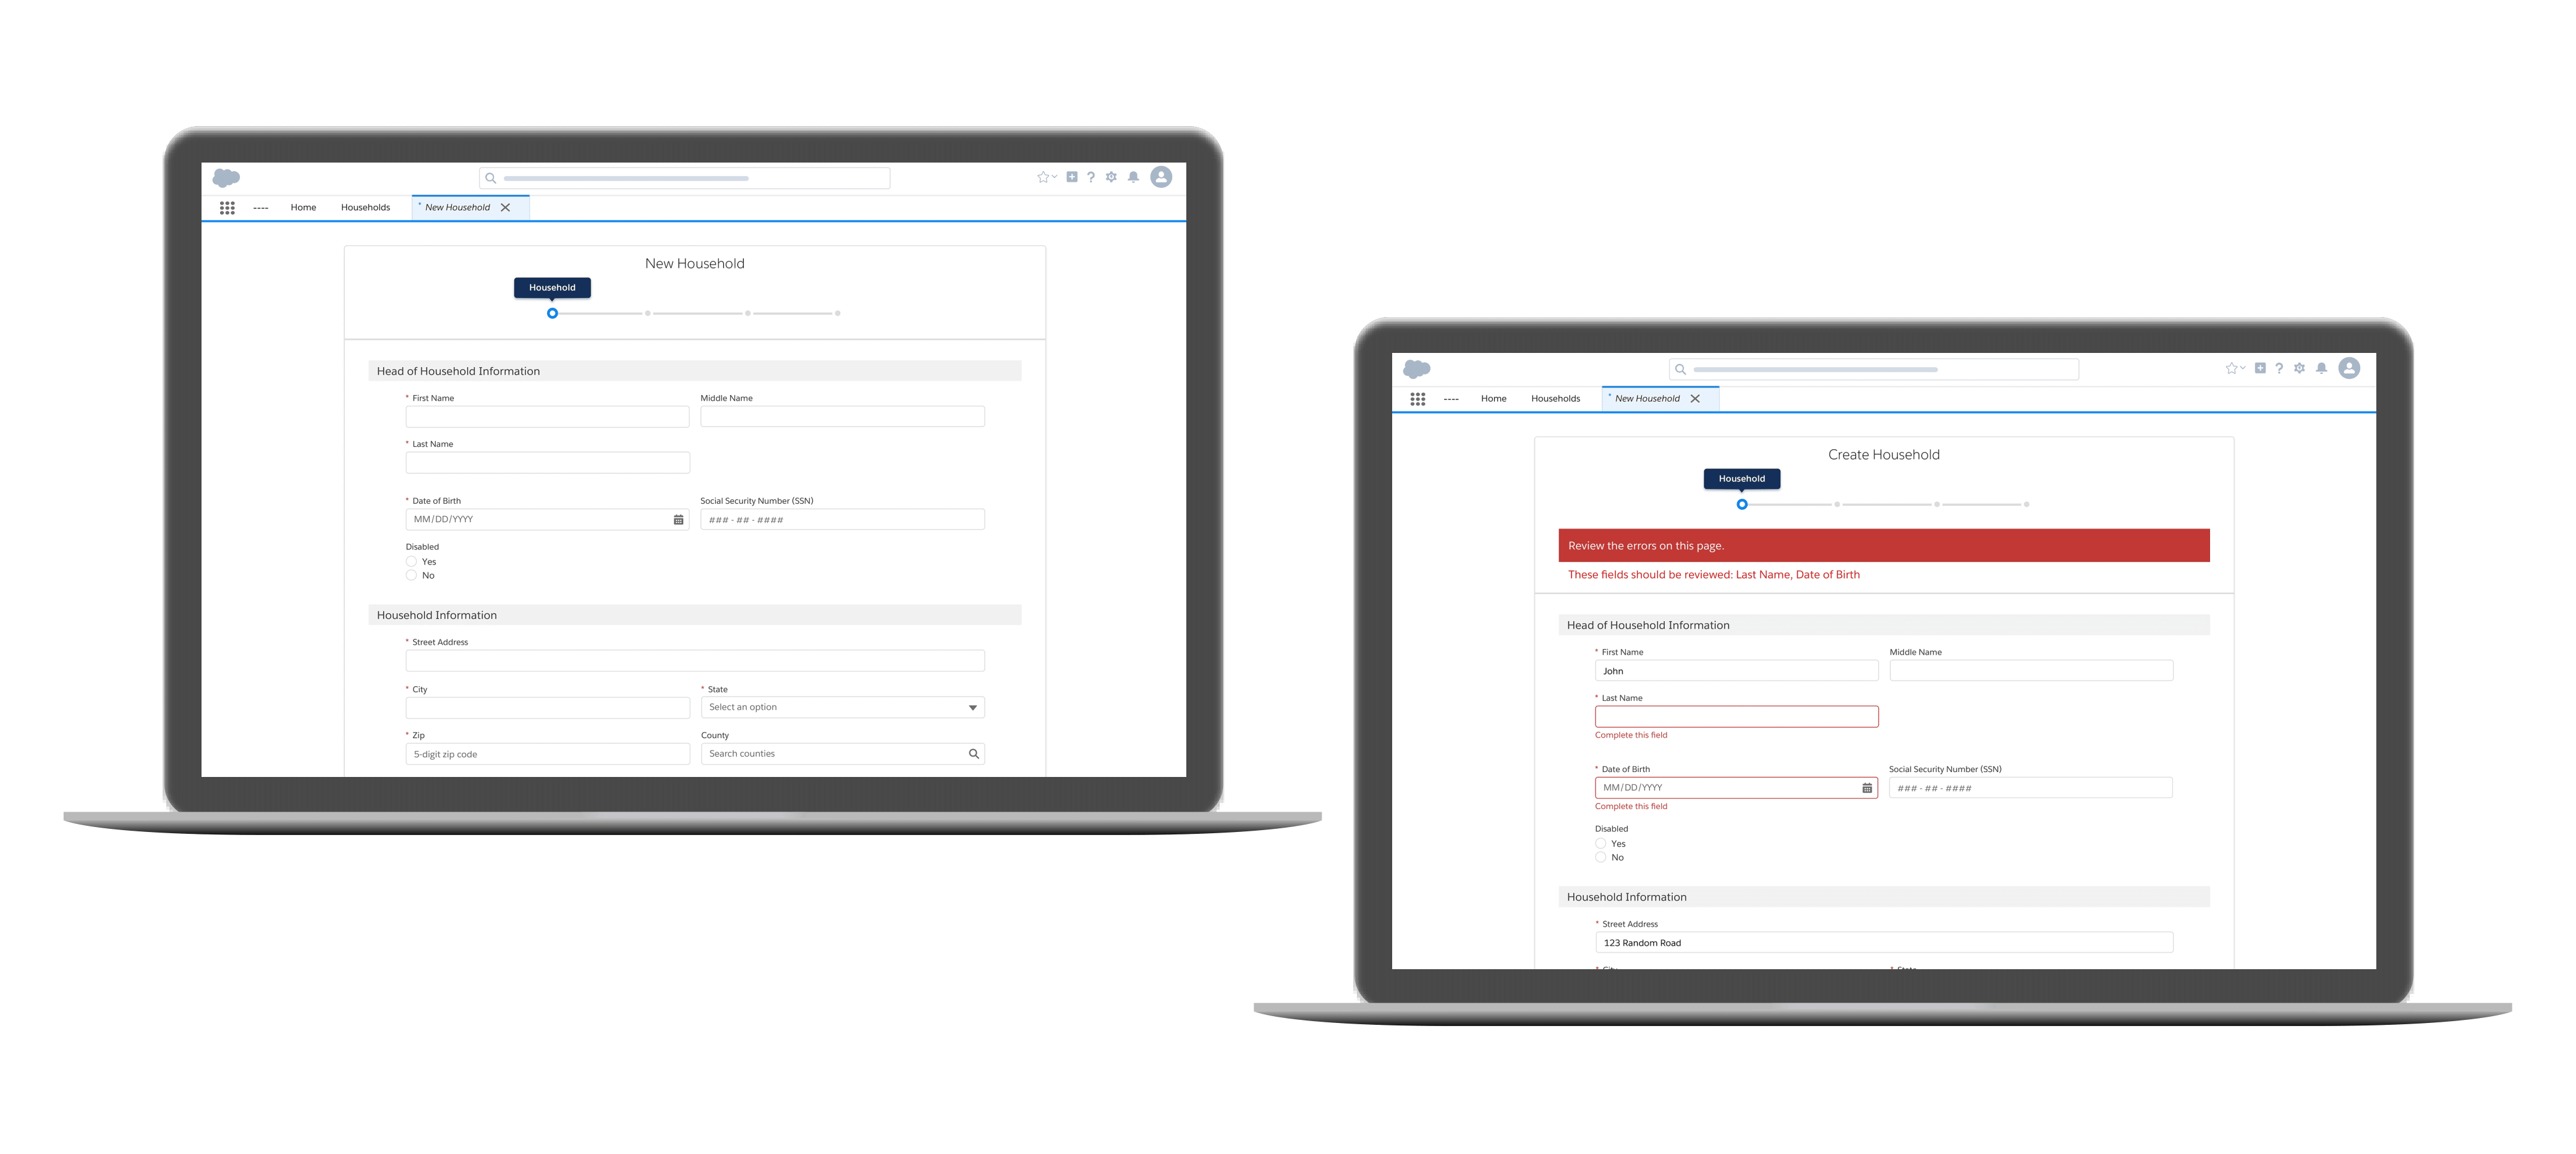 ---- Home Households * New Household
New Household
Household
Head of Household Information
* First Name Middle Name
* Last Name
* Date of Birth Social Security Number (SSN)
MM/DD/YYYY ### - ## - ####
Disabled
Yes
No
Household Information
* Street Address
* City * State
Select an option
* Zip County
5-digit zip code Search counties
---- Home Households * New Household
Create Household
Household
Review the errors on this page.
These fields should be reviewed: Last Name, Date of Birth
Head of Household Information
* First Name Middle Name
John
* Last Name
Complete this field
* Date of Birth Social Security Number (SSN)
MM/DD/YYYY ### - ## - ####
Complete this field
Disabled
Yes
No
Household Information
* Street Address
123 Random Road